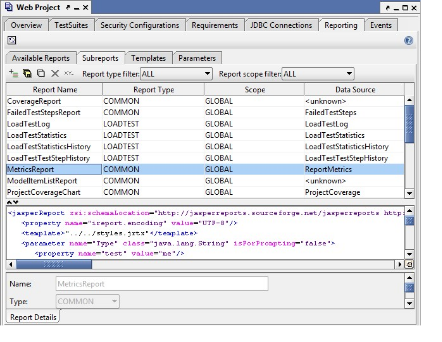 Web Project
Overview TestSuites Security Configurations Requirements JDBC Connections Reporting Events
Available Reports Subreports Templates Parameters
Report type filter: ALL Report scope filter: ALL
Report Name Report Type Scope Data Source
CoverageReport COMMON GLOBAL <unknown>
FailedTestStepsReport COMMON GLOBAL FailedTestSteps
LoadTestLog LOADTEST GLOBAL LoadTestLog
LoadTestStatistics LOADTEST GLOBAL LoadTestStatistics
LoadTestStatisticsHistory LOADTEST GLOBAL LoadTestStatisticsHistory
LoadTestTestStepHistory LOADTEST GLOBAL LoadTestTestStepHistory
MetricsReport COMMON GLOBAL ReportMetrics
ModelItemListReport COMMON GLOBAL <unknown>
ProjectCoverageChart COMMON GLOBAL ProjectCoverage
<jasperReport xsi:schemaLocation="http://jasperreports.sourceforge.net/jasperreports http:
<property name="ireport.encoding" value="UTF-8"/>
<template>"../../styles.jrtx"</template>
<parameter name="Type" class="java.lang.String" isForPrompting="false">
<property name="test" value="me"/>
Name: MetricsReport
Type: COMMON
Report Details